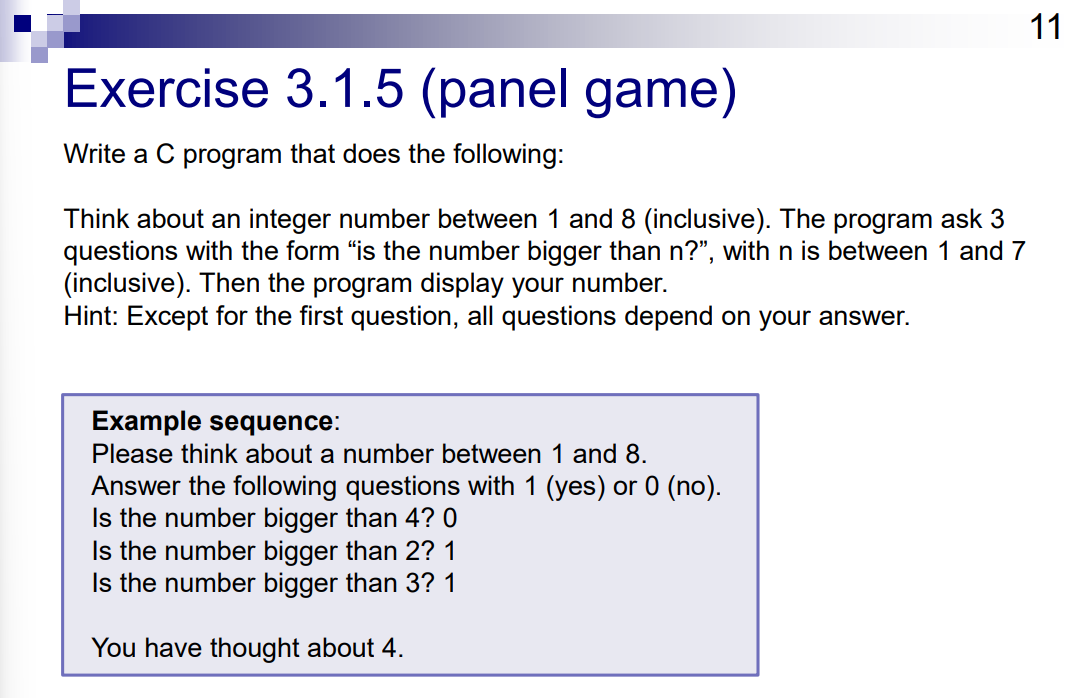 11
Exercise 3.1.5 (panel game)
Write a C program that does the following:
Think about an integer number between 1 and 8 (inclusive). The program ask 3
questions with the form “is the number bigger than n?”, with n is between 1 and 7
(inclusive). Then the program display your number.
Hint: Except for the first question, all questions depend on your answer.
Example sequence:
Please think about a number between 1 and 8.
Answer the following questions with 1 (yes) or 0 (no).
Is the number bigger than 4? 0
Is the number bigger than 2? 1
Is the number bigger than 3? 1
You have thought about 4.